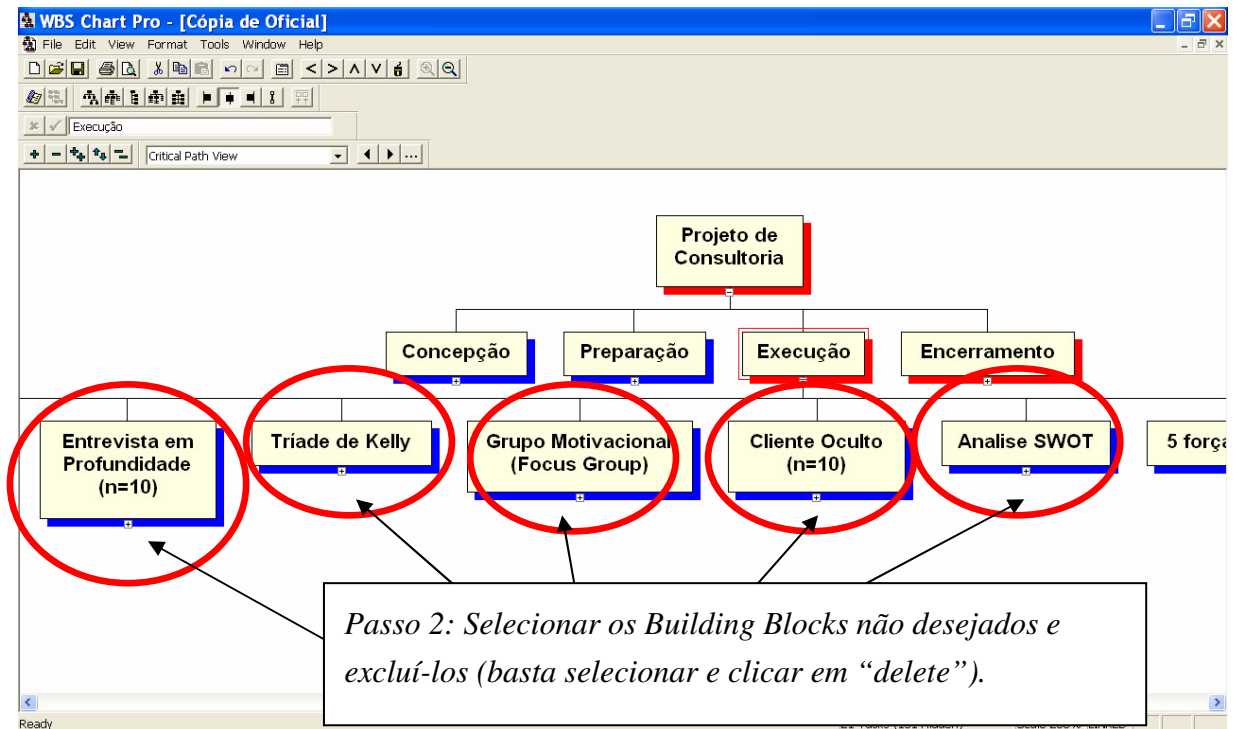 WBS Chart Pro - [Cópia de Oficial]
File Edit View Format Tools Window Help
Execução
Critical Path View
Projeto de
Consultoria
Concepção
Preparação
Execução
Encerramento
Entrevista em
Profundidade
(n=10)
Tríade de Kelly
Grupo Motivacional
(Focus Group)
Cliente Oculto
(n=10)
Analise SWOT
5 força
Passo 2: Selecionar os Building Blocks não desejados e
excluí-los (basta selecionar e clicar em “delete”).
Ready